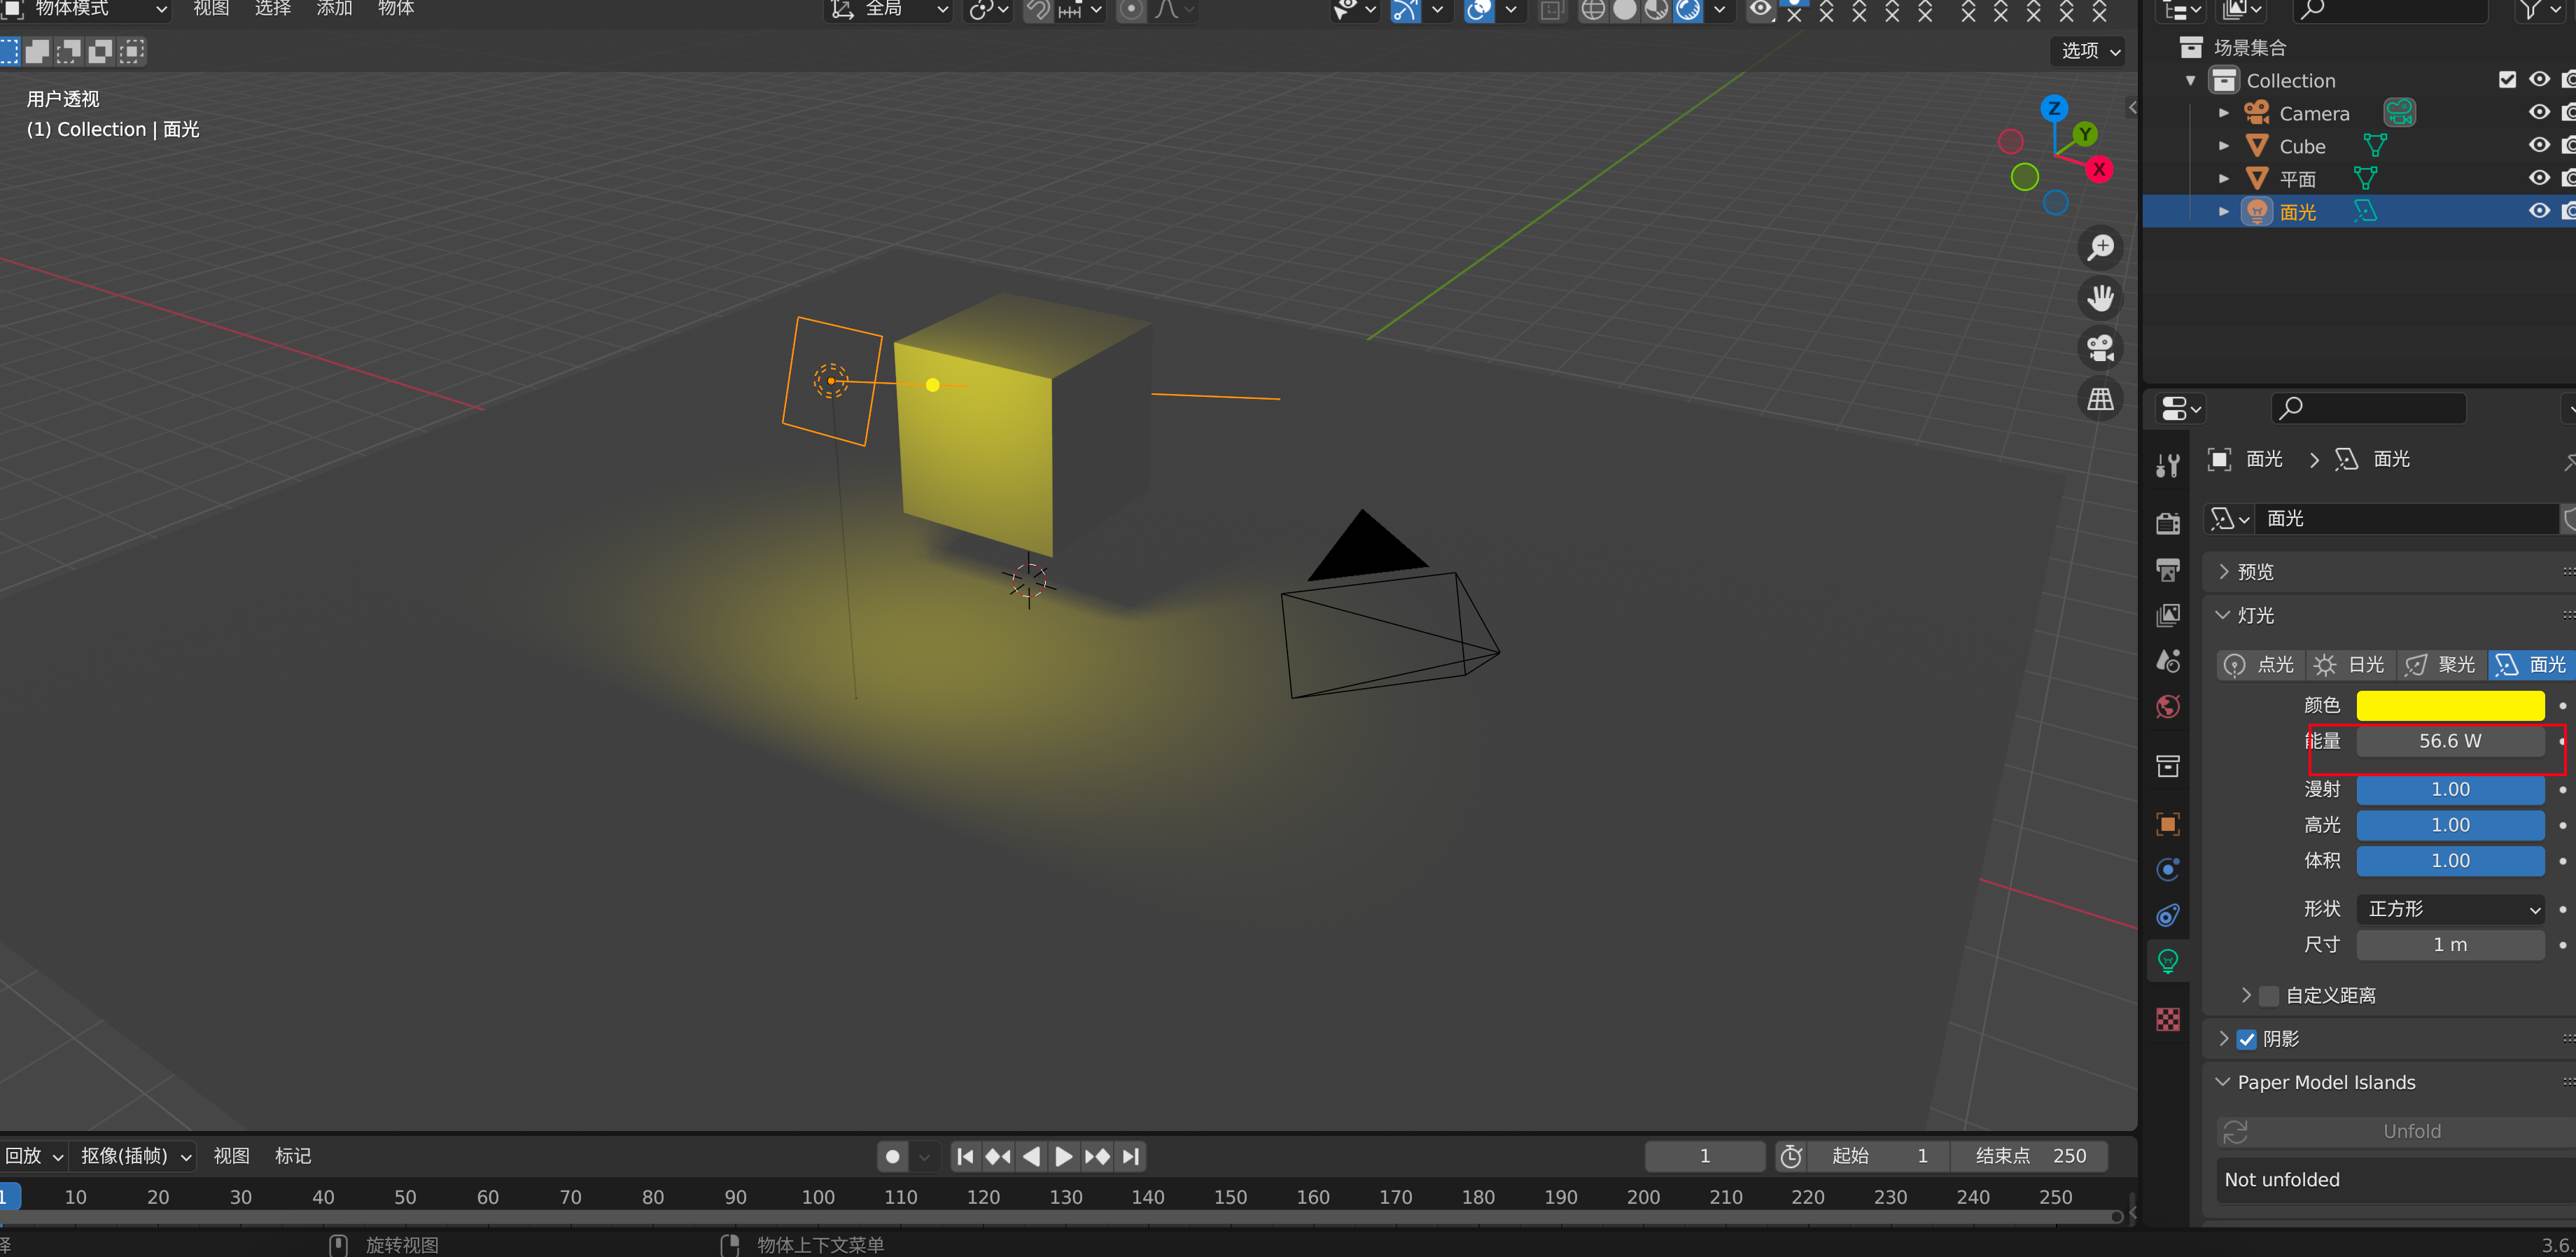 物体模式 视图 选择 添加 物体 全局
选项
用户透视
(1) Collection | 面光
Z
Y
X
场景集合
Collection
Camera
Cube
平面
面光
面光 面光
面光
预览
灯光
点光 日光 聚光 面光
颜色
能量 56.6 W
漫射 1.00
高光 1.00
体积 1.00
形状 正方形
尺寸 1 m
自定义距离
阴影
Paper Model Islands
Unfold
Not unfolded
回放 抠像(插帧) 视图 标记 1 起始 1 结束点 250
1 10 20 30 40 50 60 70 80 90 100 110 120 130 140 150 160 170 180 190 200 210 220 230 240 250
择 旋转视图 物体上下文菜单 3.6.